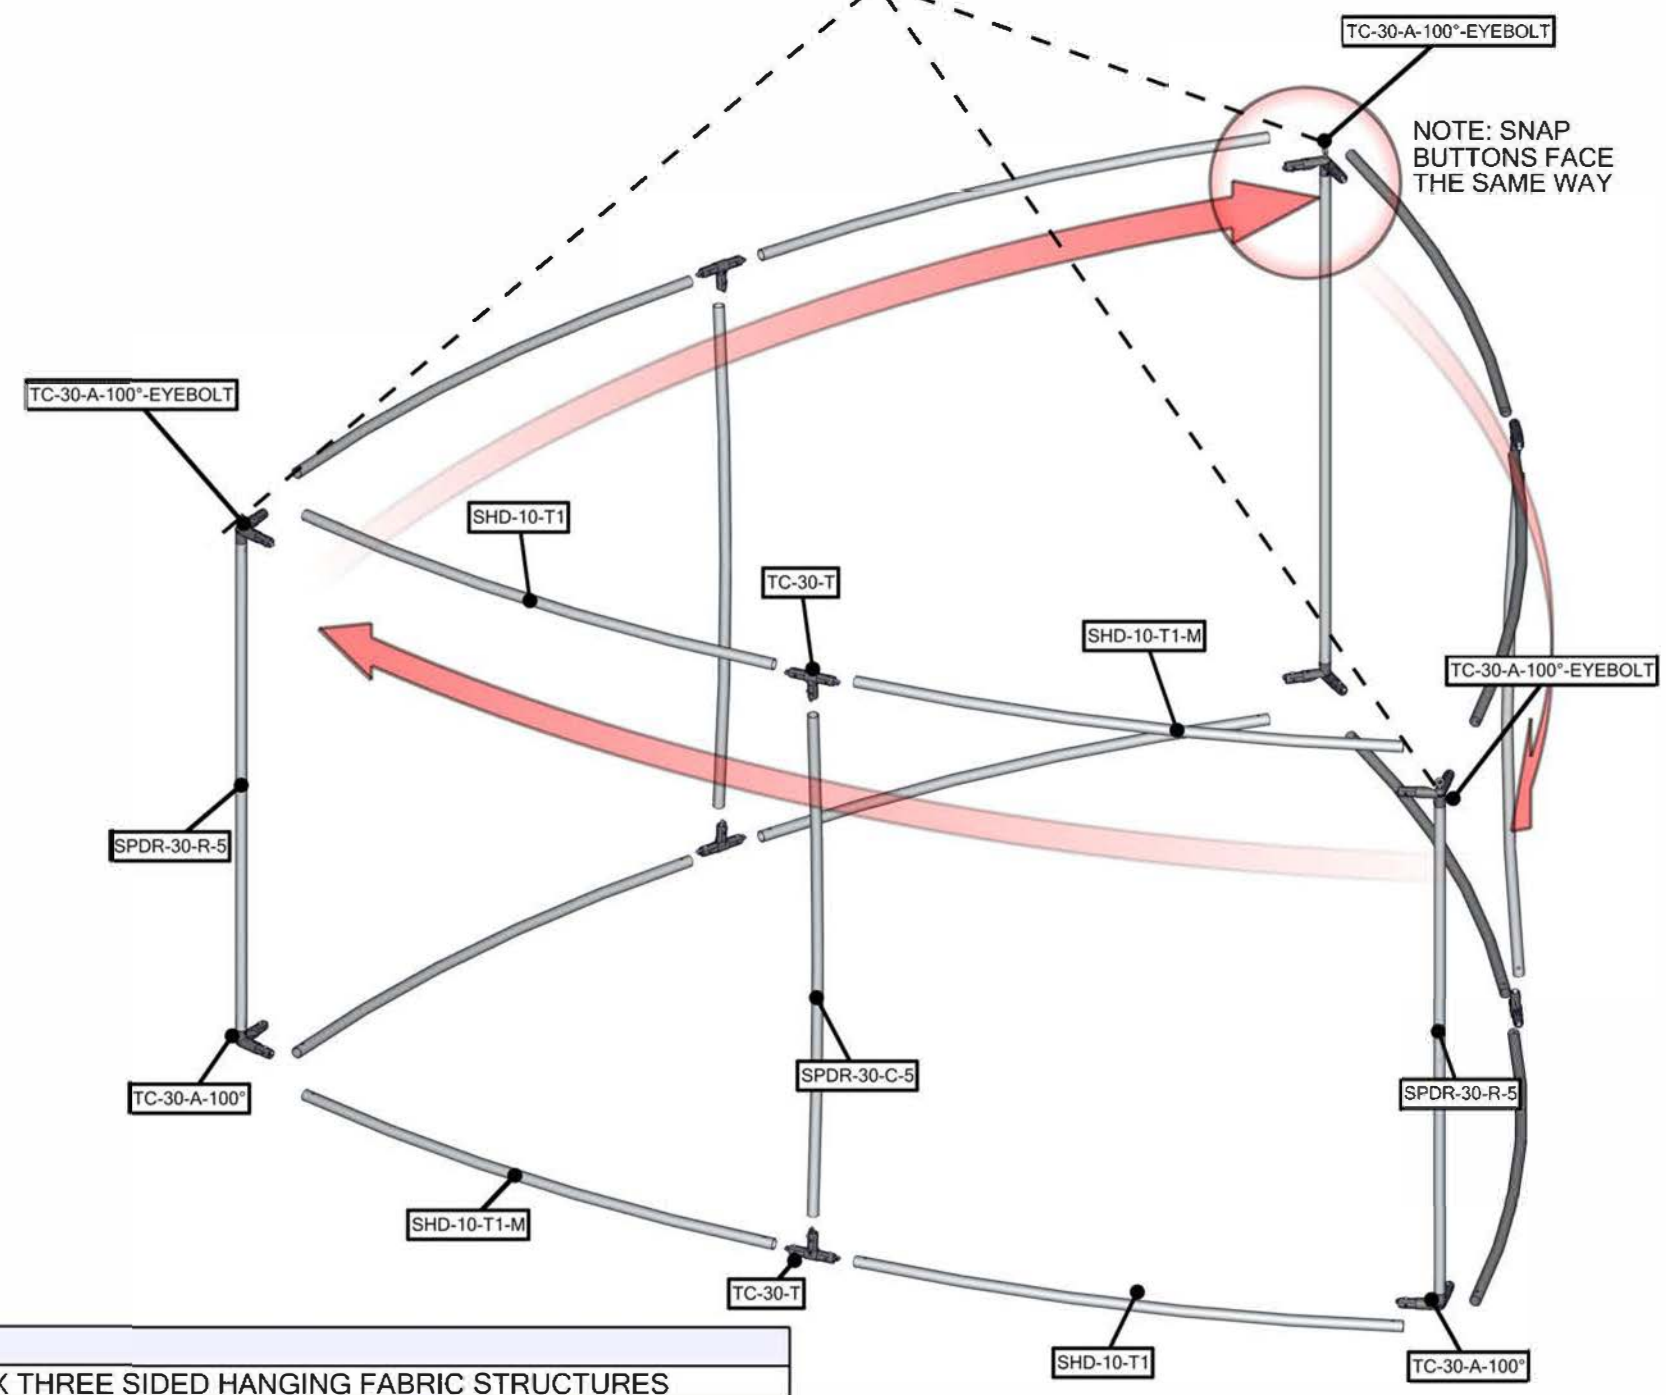 TC-30-A-100°-EYEBOLT
NOTE: SNAP
BUTTONS FACE
THE SAME WAY
TC-30-A-100°-EYEBOLT
SHD-10-T1
TC-30-T
SHD-10-T1-M
TC-30-A-100°-EYEBOLT
SPDR-30-R-5
SPDR-30-C-5
TC-30-A-100°
SPDR-30-R-5
SHD-10-T1-M
TC-30-T
SHD-10-T1
TC-30-A-100°
X THREE SIDED HANGING FABRIC STRUCTURES